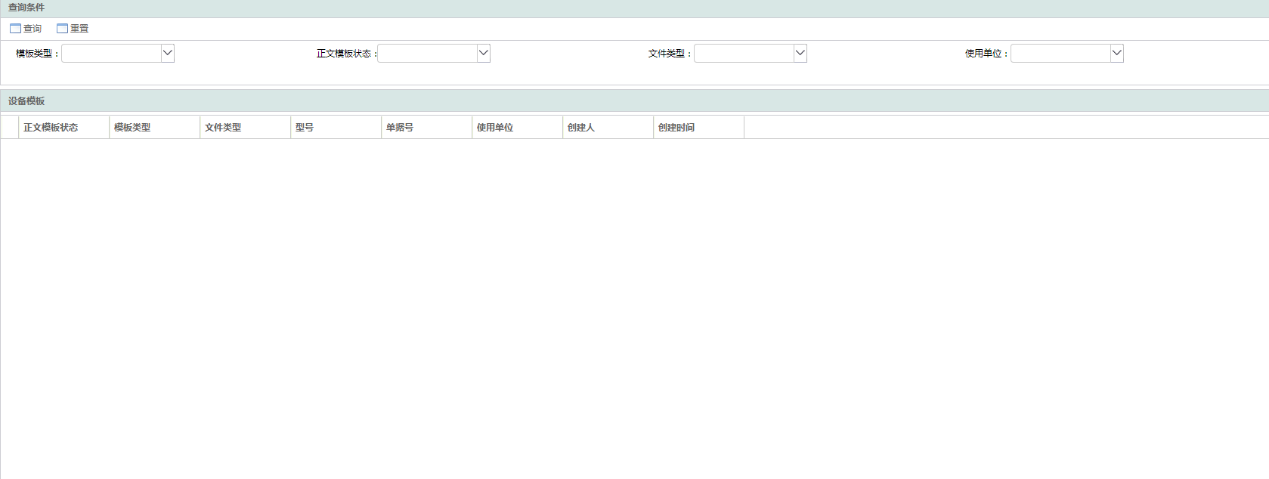 查询条件
查询 重置
模板类型： 正文模板状态： 文件类型： 使用单位：
设备模板
正文模板状态 模板类型 文件类型 型号 单据号 使用单位 创建人 创建时间